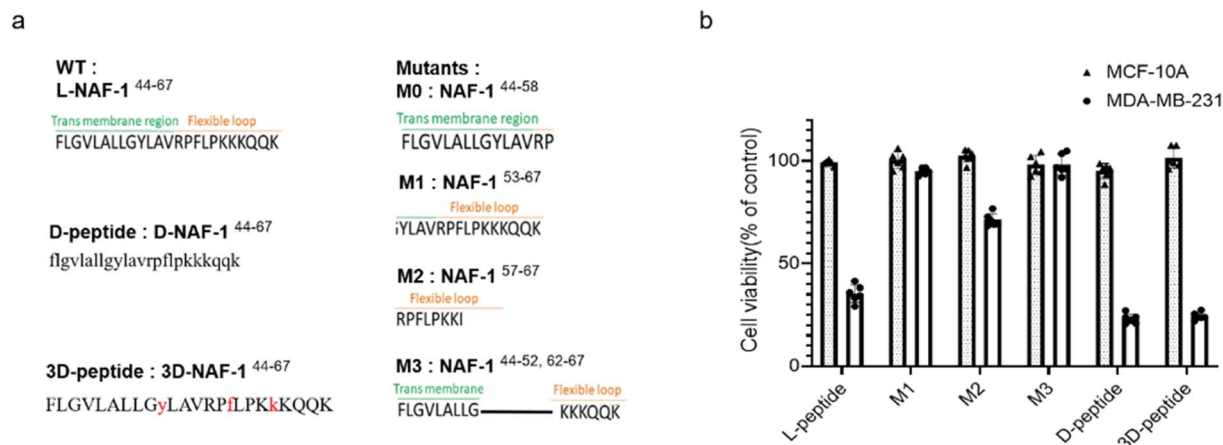 a
WT :
L-NAF-1 44-67
Trans membrane region Flexible loop
FLGVLALLGYLAVRPFLPKKKQQK
D-peptide : D-NAF-1 44-67
flgvlallgylavrpflpkkkqqk
3D-peptide : 3D-NAF-1 44-67
FLGVLALLGyLAVRPfLPKkKQQK
Mutants :
M0 : NAF-1 44-58
Trans membrane region
FLGVLALLGYLAVRP
M1 : NAF-1 53-67
Flexible loop
YLAVRPFLPKKKQQK
M2 : NAF-1 57-67
Flexible loop
RPFLPKKI
M3 : NAF-1 44-52, 62-67
Trans membrane Flexible loop
FLGVLALLG KKKQQK
b
MCF-10A
MDA-MB-231
Cell viability(% of control)
100
50
0
L-peptide
M1
M2
M3
D-peptide
3D-peptide